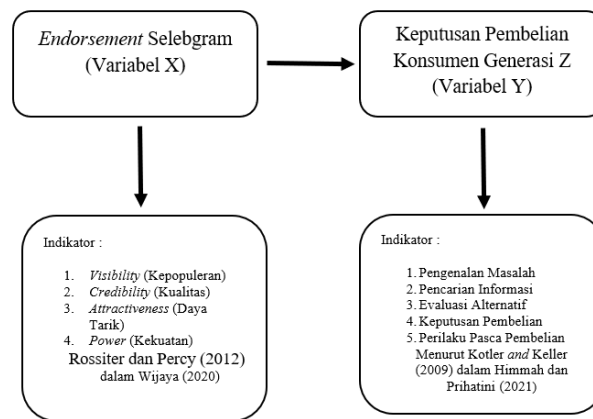 Endorsement Selebgram
(Variabel X)
Keputusan Pembelian
Konsumen Generasi Z
(Variabel Y)
Indikator :
1. Visibility (Kepopuleran)
2. Credibility (Kualitas)
3. Attractiveness (Daya
Tarik)
4. Power (Kekuatan)
Rossiter dan Percy (2012)
dalam Wijaya (2020)
Indikator :
1. Pengenalan Masalah
2. Pencarian Informasi
3. Evaluasi Alternatif
4. Keputusan Pembelian
5. Perilaku Pasca Pembelian
Menurut Kotler and Keller
(2009) dalam Himmah dan
Prihatini (2021)